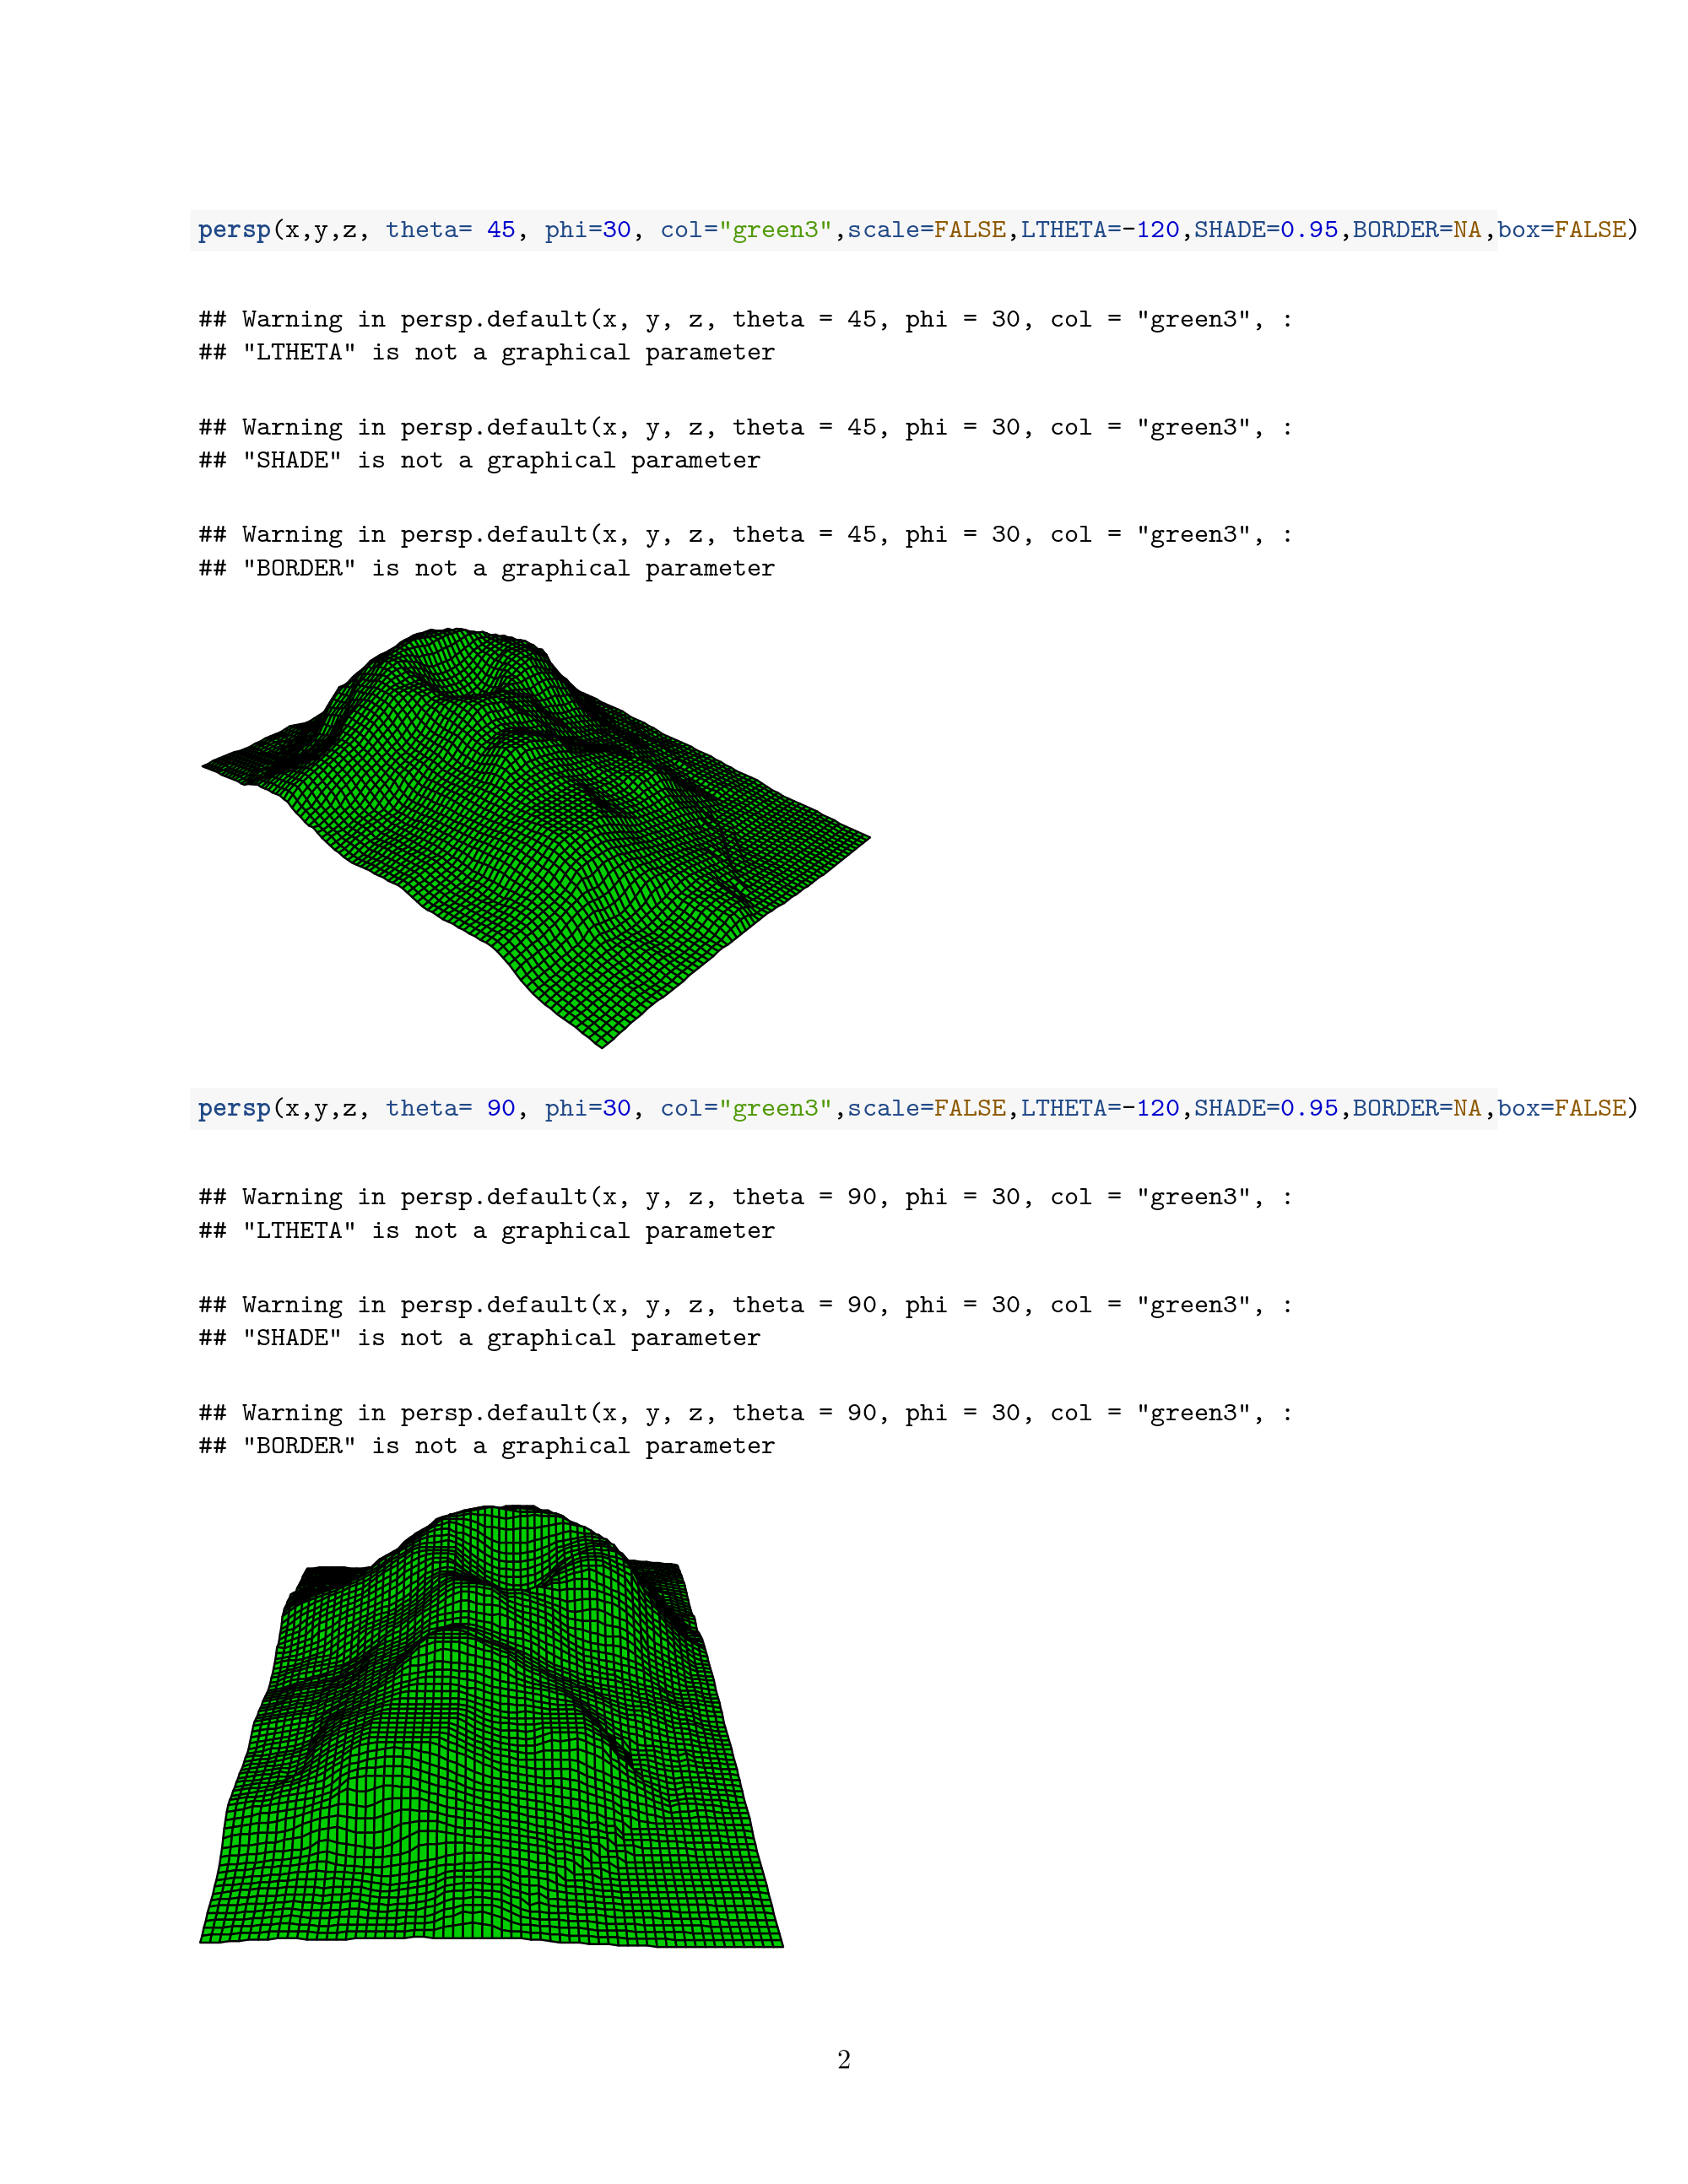 persp(x,y,z, theta= 45, phi=30, col="green3",scale=FALSE,LTHETA=-120,SHADE=0.95,BORDER=NA,box=FALSE)
## Warning in persp.default(x, y, z, theta = 45, phi = 30, col = "green3", :
## "LTHETA" is not a graphical parameter
## Warning in persp.default(x, y, z, theta = 45, phi = 30, col = "green3", :
## "SHADE" is not a graphical parameter
## Warning in persp.default(x, y, z, theta = 45, phi = 30, col = "green3", :
## "BORDER" is not a graphical parameter
persp(x,y,z, theta= 90, phi=30, col="green3",scale=FALSE,LTHETA=-120,SHADE=0.95,BORDER=NA,box=FALSE)
## Warning in persp.default(x, y, z, theta = 90, phi = 30, col = "green3", :
## "LTHETA" is not a graphical parameter
## Warning in persp.default(x, y, z, theta = 90, phi = 30, col = "green3", :
## "SHADE" is not a graphical parameter
## Warning in persp.default(x, y, z, theta = 90, phi = 30, col = "green3", :
## "BORDER" is not a graphical parameter
2